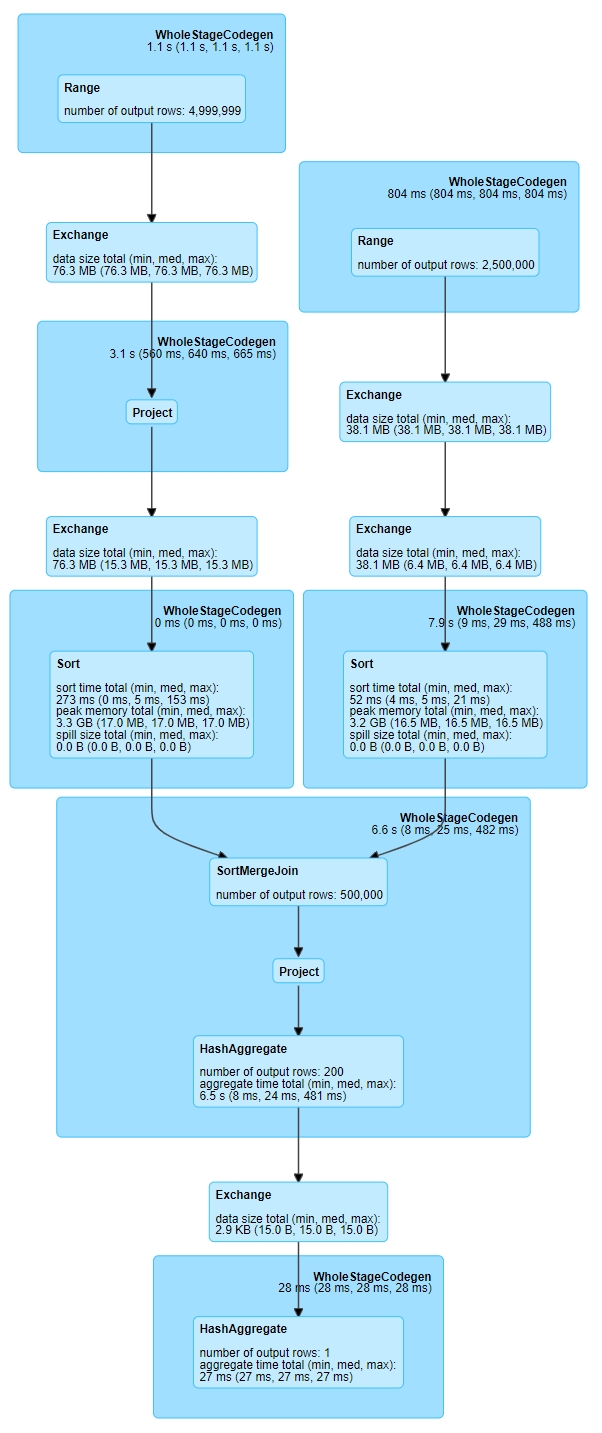 WholeStageCodegen
1.1 s (1.1 s, 1.1 s, 1.1 s)
Range
number of output rows: 4,999,999
WholeStageCodegen
804 ms (804 ms, 804 ms, 804 ms)
Range
number of output rows: 2,500,000
Exchange
data size total (min, med, max):
76.3 MB (76.3 MB, 76.3 MB, 76.3 MB)
WholeStageCodegen
3.1 s (560 ms, 640 ms, 665 ms)
Project
Exchange
data size total (min, med, max):
38.1 MB (38.1 MB, 38.1 MB, 38.1 MB)
Exchange
data size total (min, med, max):
76.3 MB (15.3 MB, 15.3 MB, 15.3 MB)
Exchange
data size total (min, med, max):
38.1 MB (6.4 MB, 6.4 MB, 6.4 MB)
WholeStageCodegen
0 ms (0 ms, 0 ms, 0 ms)
Sort
sort time total (min, med, max):
273 ms (0 ms, 5 ms, 153 ms)
peak memory total (min, med, max):
3.3 GB (17.0 MB, 17.0 MB, 17.0 MB)
spill size total (min, med, max):
0.0 B (0.0 B, 0.0 B, 0.0 B)
WholeStageCodegen
7.9 s (9 ms, 29 ms, 488 ms)
Sort
sort time total (min, med, max):
52 ms (4 ms, 5 ms, 21 ms)
peak memory total (min, med, max):
3.2 GB (16.5 MB, 16.5 MB, 16.5 MB)
spill size total (min, med, max):
0.0 B (0.0 B, 0.0 B, 0.0 B)
WholeStageCodegen
6.6 s (8 ms, 25 ms, 482 ms)
SortMergeJoin
number of output rows: 500,000
Project
HashAggregate
number of output rows: 200
aggregate time total (min, med, max):
6.5 s (8 ms, 24 ms, 481 ms)
Exchange
data size total (min, med, max):
2.9 KB (15.0 B, 15.0 B, 15.0 B)
WholeStageCodegen
28 ms (28 ms, 28 ms, 28 ms)
HashAggregate
number of output rows: 1
aggregate time total (min, med, max):
27 ms (27 ms, 27 ms, 27 ms)